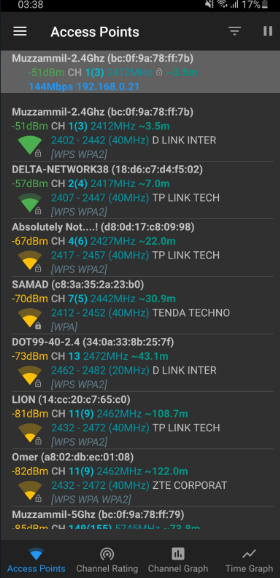 03:38 17%
Access Points
Muzzammil-2.4Ghz (bc:0f:9a:78:ff:7b)
-51dBm CH 1(3) 2412MHz ~3.5m
144Mbps 192.168.0.21
Muzzammil-2.4Ghz (bc:0f:9a:78:ff:7b)
-51dBm CH 1(3) 2412MHz ~3.5m
2402 - 2442 (40MHz) D LINK INTER
[WPS WPA2]
DELTA-NETWORK38 (18:d6:c7:d4:f5:02)
-57dBm CH 2(4) 2417MHz ~7.0m
2407 - 2447 (40MHz) TP LINK TECH
[WPS WPA2]
Absolutely Not....! (d8:0d:17:c8:09:98)
-67dBm CH 4(6) 2427MHz ~22.0m
2417 - 2457 (40MHz) TP LINK TECH
[WPS WPA2]
SAMAD (c8:3a:35:2a:23:b0)
-70dBm CH 7(5) 2442MHz ~30.9m
2412 - 2452 (40MHz) TENDA TECHNO
[WPA]
DOT99-40-2.4 (34:0a:33:8b:25:7f)
-73dBm CH 13 2472MHz ~43.1m
2462 - 2482 (20MHz) D LINK INTER
[WPS WPA2]
LION (14:cc:20:c7:65:c0)
-81dBm CH 11(9) 2462MHz ~108.7m
2432 - 2472 (40MHz) TP LINK TECH
[WPS WPA2]
Omer (a8:02:db:ec:01:08)
-82dBm CH 11(9) 2462MHz ~122.0m
2432 - 2472 (40MHz) ZTE CORPORAT
[WPS WPA WPA2]
Muzzammil-5Ghz (bc:0f:9a:78:ff:79)
-85dBm CH 149(155) 5745MHz ~73.8m
Access Points Channel Rating Channel Graph Time Graph